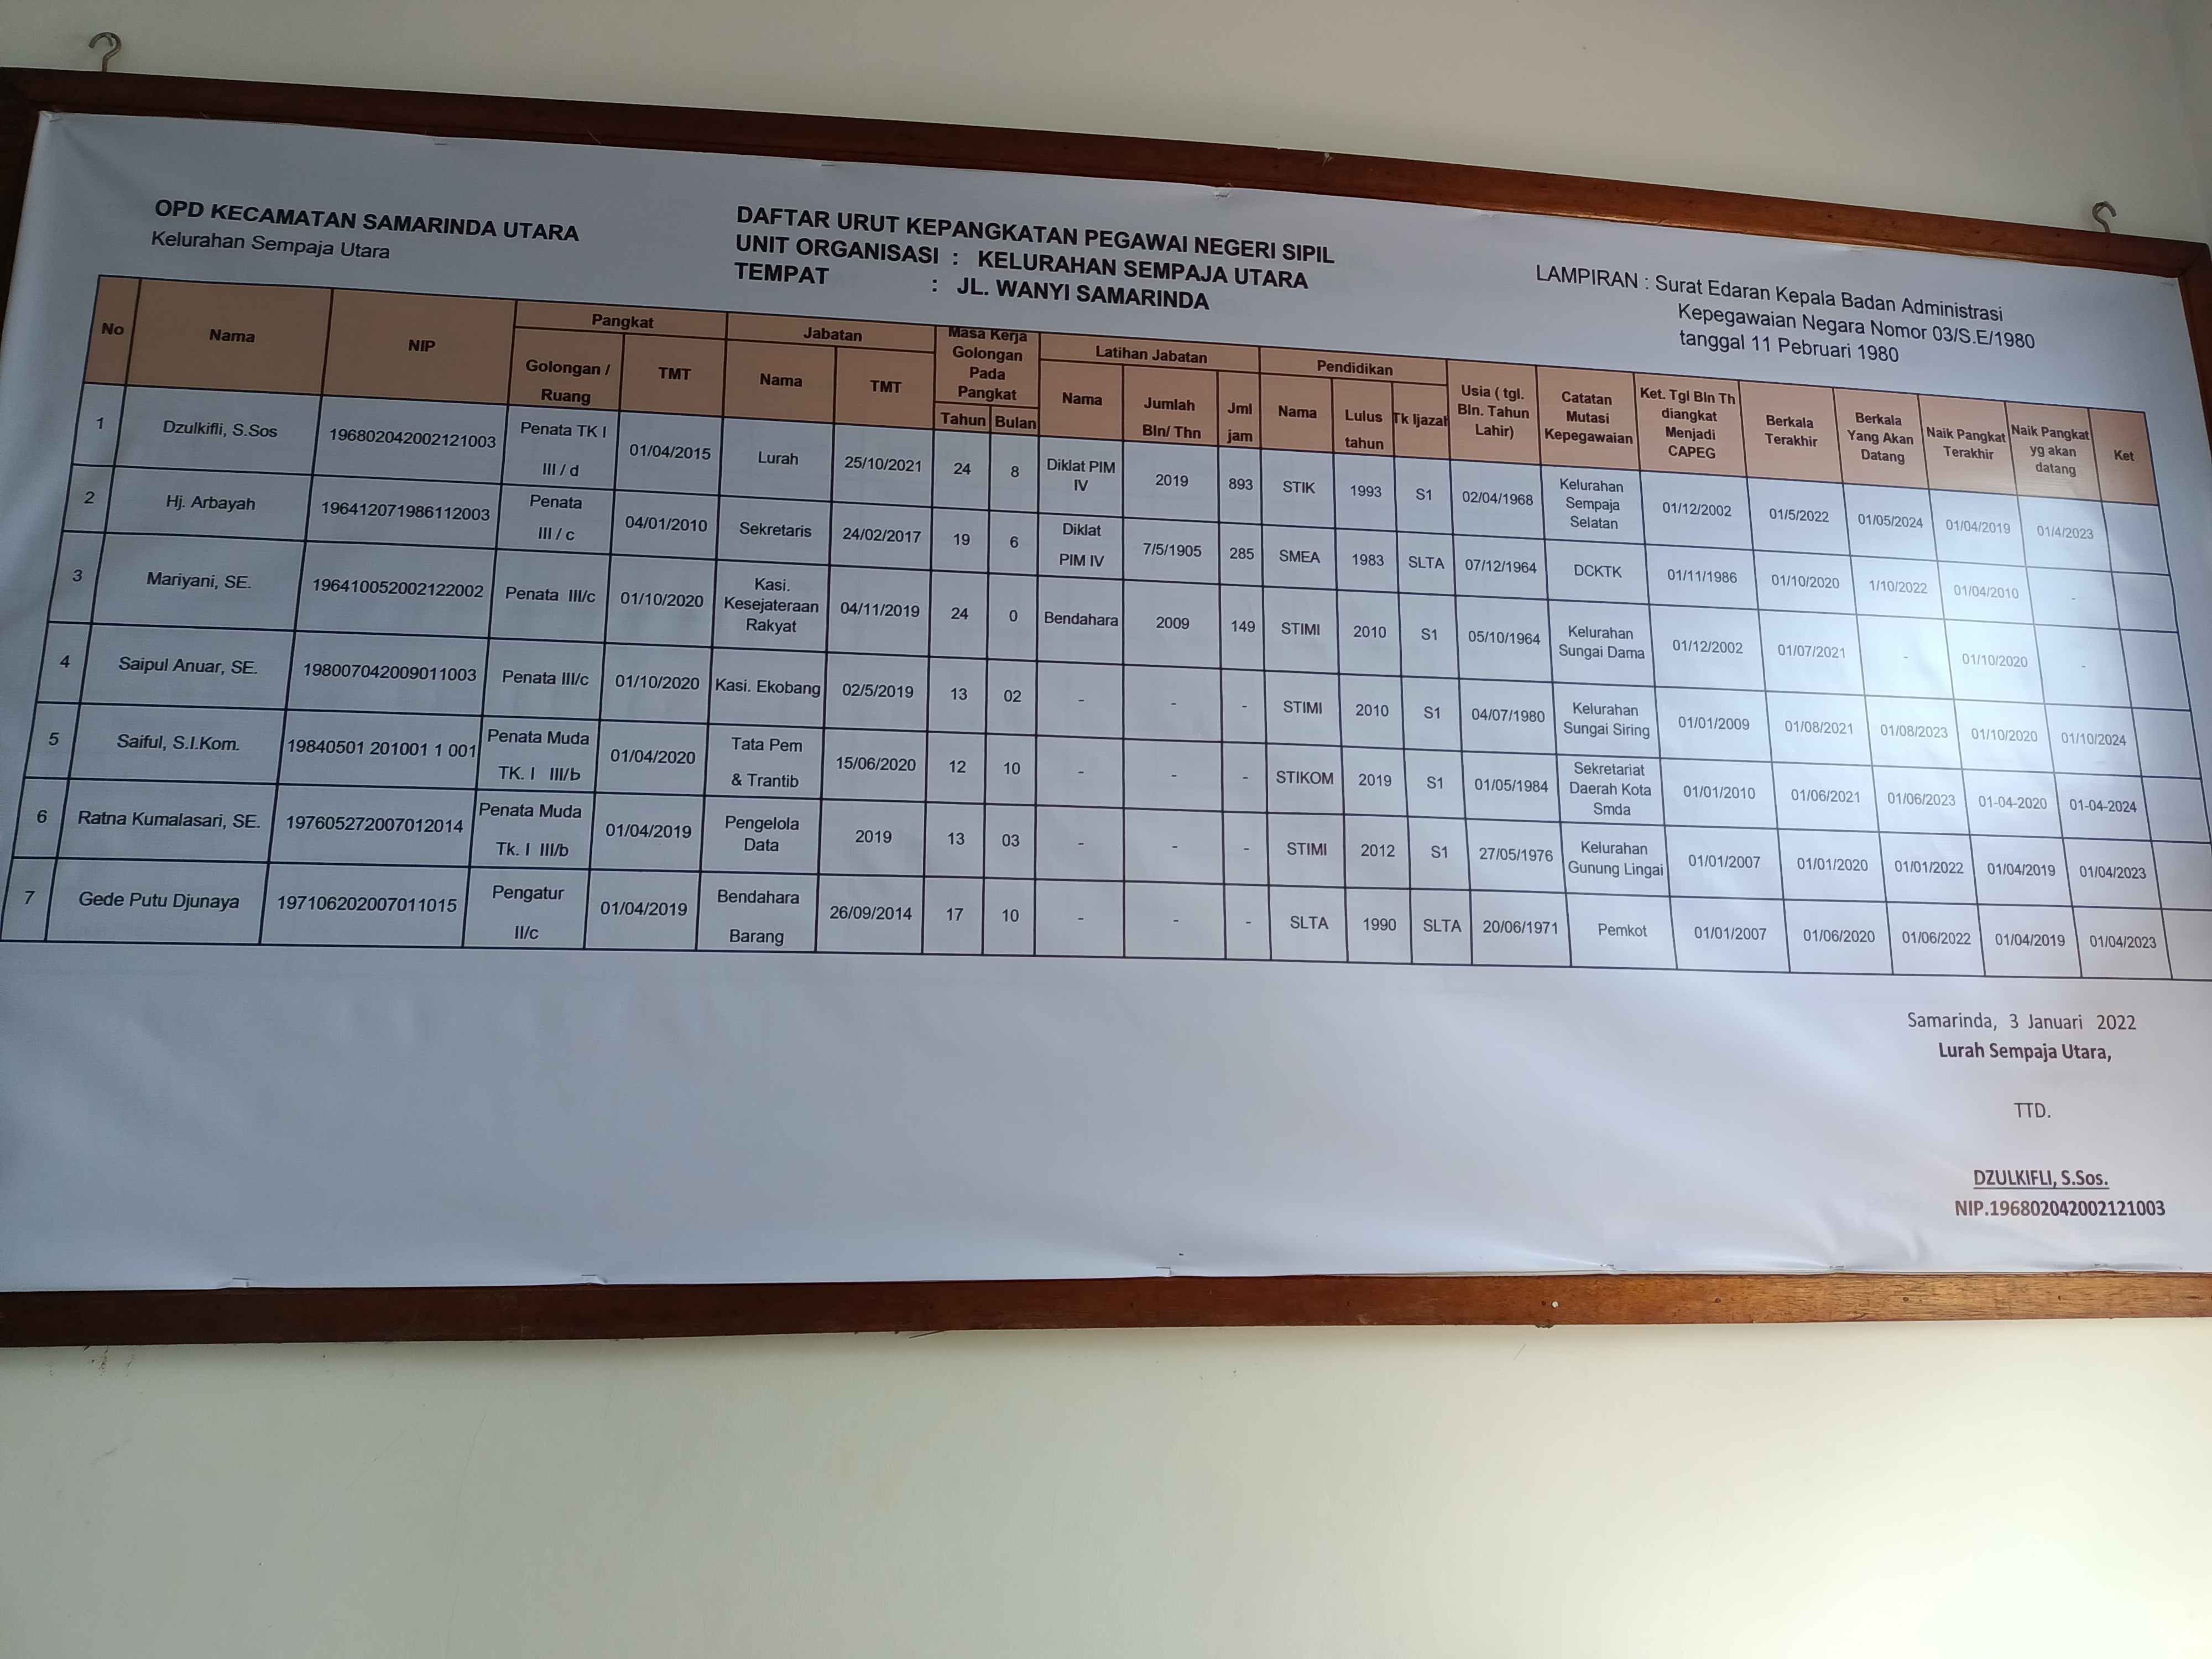 OPD KECAMATAN SAMARINDA UTARA
Kelurahan Sempaja Utara
DAFTAR URUT KEPANGKATAN PEGAWAI NEGERI SIPIL
UNIT ORGANISASI : KELURAHAN SEMPAJA UTARA
TEMPAT : JL. WANYI SAMARINDA
LAMPIRAN : Surat Edaran Kepala Badan Administrasi
Kepegawaian Negara Nomor 03/S.E/1980
tanggal 11 Pebruari 1980
No Nama NIP Pangkat Golongan / Ruang TMT Jabatan Nama TMT Masa Kerja Golongan Pada Pangkat Tahun Bulan Latihan Jabatan Nama Jumlah Bln/ Thn Jml jam Pendidikan Nama Lulus tahun Tk Ijazah Usia ( tgl. Bln. Tahun Lahir) Catatan Mutasi Kepegawaian Ket. Tgl Bln Th diangkat Menjadi CAPEG Berkala Terakhir Berkala Yang Akan Datang Naik Pangkat Terakhir Naik Pangkat yg akan datang Ket
1 Dzulkifli, S.Sos 196802042002121003 Penata TK I III / d 01/04/2015 Lurah 25/10/2021 24 8 Diklat PIM IV 2019 893 STIK 1993 S1 02/04/1968 Kelurahan Sempaja Selatan 01/12/2002 01/5/2022 01/05/2024 01/04/2019 01/4/2023
2 Hj. Arbayah 196412071986112003 Penata III / c 04/01/2010 Sekretaris 24/02/2017 19 6 Diklat PIM IV 7/5/1905 285 SMEA 1983 SLTA 07/12/1964 DCKTK 01/11/1986 01/10/2020 1/10/2022 01/04/2010 -
3 Mariyani, SE. 196410052002122002 Penata III/c 01/10/2020 Kasi. Kesejateraan Rakyat 04/11/2019 24 0 Bendahara 2009 149 STIMI 2010 S1 05/10/1964 Kelurahan Sungai Dama 01/12/2002 01/07/2021 - 01/10/2020 -
4 Saipul Anuar, SE. 198007042009011003 Penata III/c 01/10/2020 Kasi. Ekobang 02/5/2019 13 02 - - - STIMI 2010 S1 04/07/1980 Kelurahan Sungai Siring 01/01/2009 01/08/2021 01/08/2023 01/10/2020 01/10/2024
5 Saiful, S.I.Kom. 19840501 201001 1 001 Penata Muda TK. I III/b 01/04/2020 Tata Pem & Trantib 15/06/2020 12 10 - - - STIKOM 2019 S1 01/05/1984 Sekretariat Daerah Kota Smda 01/01/2010 01/06/2021 01/06/2023 01-04-2020 01-04-2024
6 Ratna Kumalasari, SE. 197605272007012014 Penata Muda Tk. I III/b 01/04/2019 Pengelola Data 2019 13 03 - - - STIMI 2012 S1 27/05/1976 Kelurahan Gunung Lingai 01/01/2007 01/01/2020 01/01/2022 01/04/2019 01/04/2023
7 Gede Putu Djunaya 197106202007011015 Pengatur II/c 01/04/2019 Bendahara Barang 26/09/2014 17 10 - - - SLTA 1990 SLTA 20/06/1971 Pemkot 01/01/2007 01/06/2020 01/06/2022 01/04/2019 01/04/2023
Samarinda, 3 Januari 2022
Lurah Sempaja Utara,
TTD.
DZULKIFLI, S.Sos.
NIP.196802042002121003